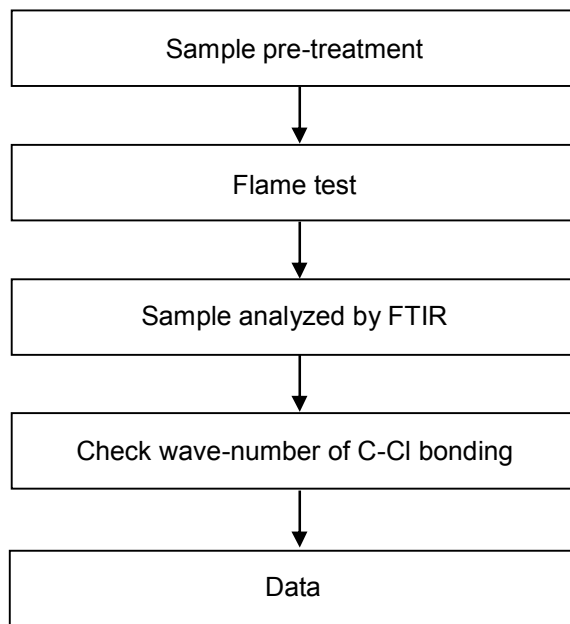 Sample pre-treatment
Flame test
Sample analyzed by FTIR
Check wave-number of C-Cl bonding
Data